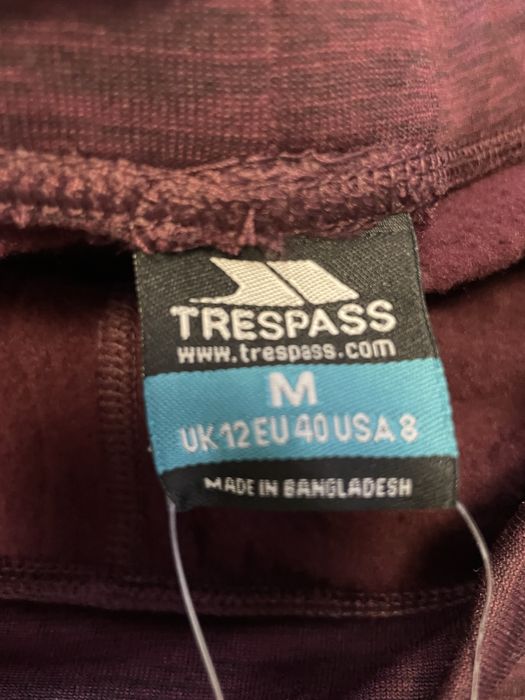 TRESPASS
www.trespass.com
M
UK 12 EU 40 USA 8
MADE IN BANGLADESH